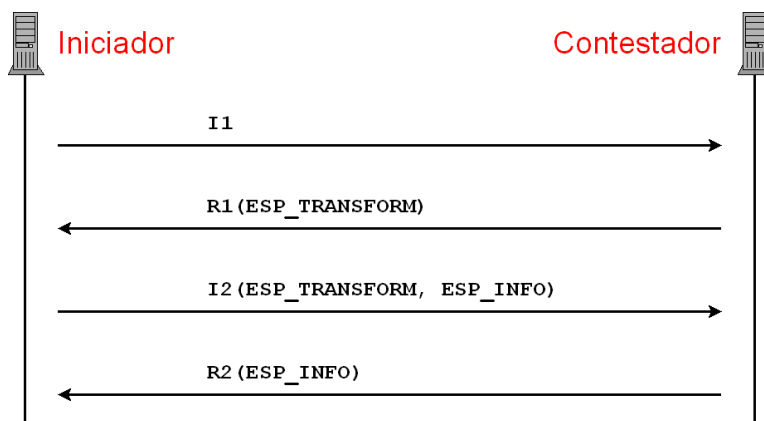 Iniciador
Contestador
I1
R1(ESP_TRANSFORM)
I2(ESP_TRANSFORM, ESP_INFO)
R2(ESP_INFO)